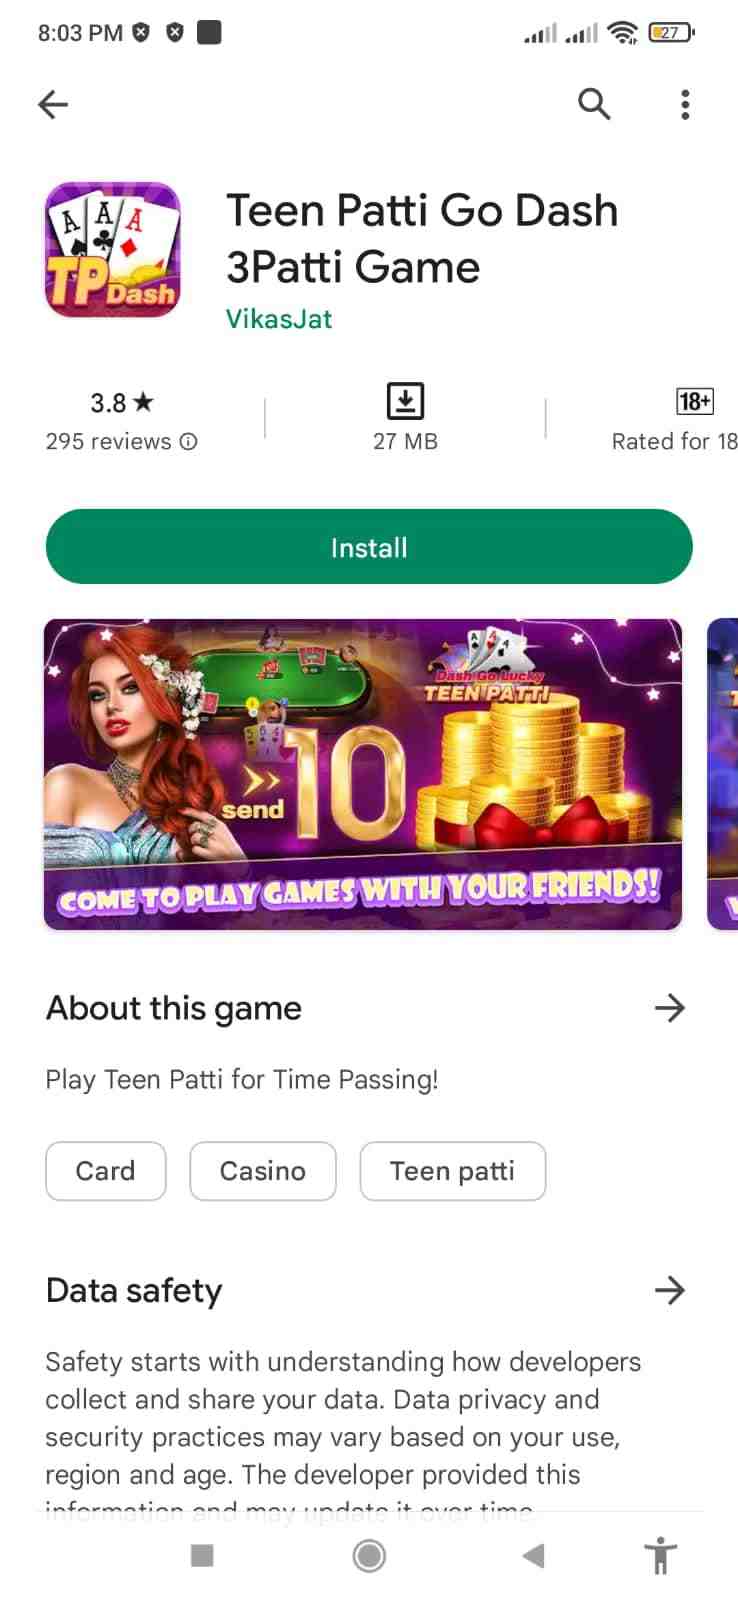 8:03 PM
27
A A A
TP Dash
Teen Patti Go Dash
3Patti Game
VikasJat
3.8 ★
295 reviews
27 MB
18+
Rated for 18
Install
Dash Go Lucky
TEEN PATTI
>> send 10
COME TO PLAY GAMES WITH YOUR FRIENDS!
About this game
Play Teen Patti for Time Passing!
Card
Casino
Teen patti
Data safety
Safety starts with understanding how developers
collect and share your data. Data privacy and
security practices may vary based on your use,
region and age. The developer provided this
information and may update it over time.